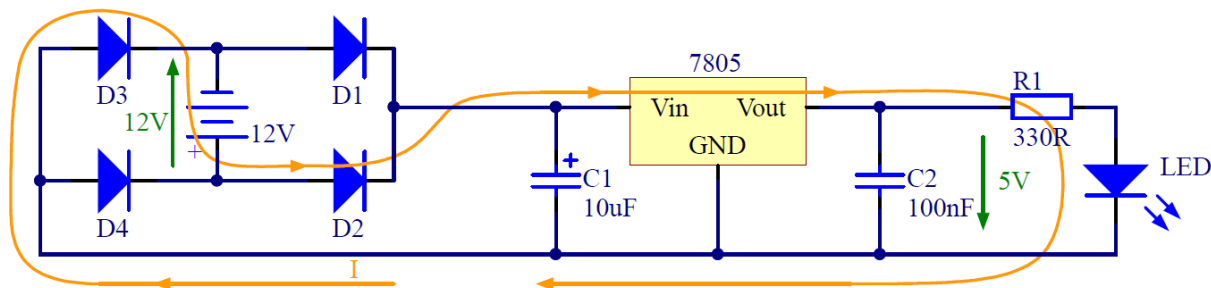 D3
D1
12V
12V
+
D4
D2
I
+
C1
10uF
7805
Vin Vout
GND
C2
100nF
5V
R1
330R
LED